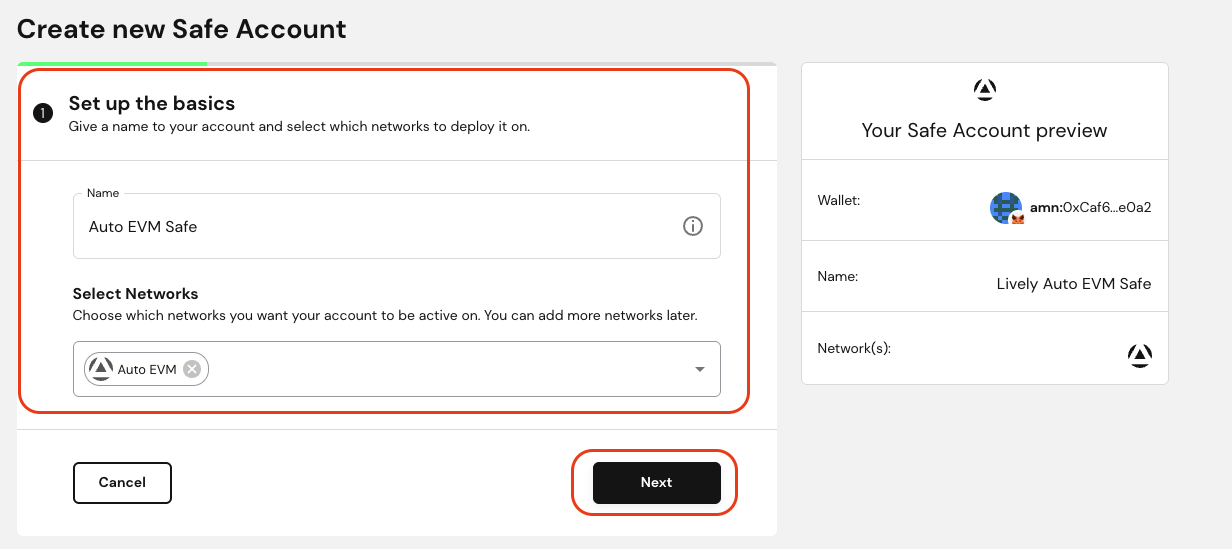 Create new Safe Account
1
Set up the basics
Give a name to your account and select which networks to deploy it on.
Name
Auto EVM Safe
Select Networks
Choose which networks you want your account to be active on. You can add more networks later.
Auto EVM
Cancel
Next
Your Safe Account preview
Wallet:
amn:0xCaf6...e0a2
Name:
Lively Auto EVM Safe
Network(s):